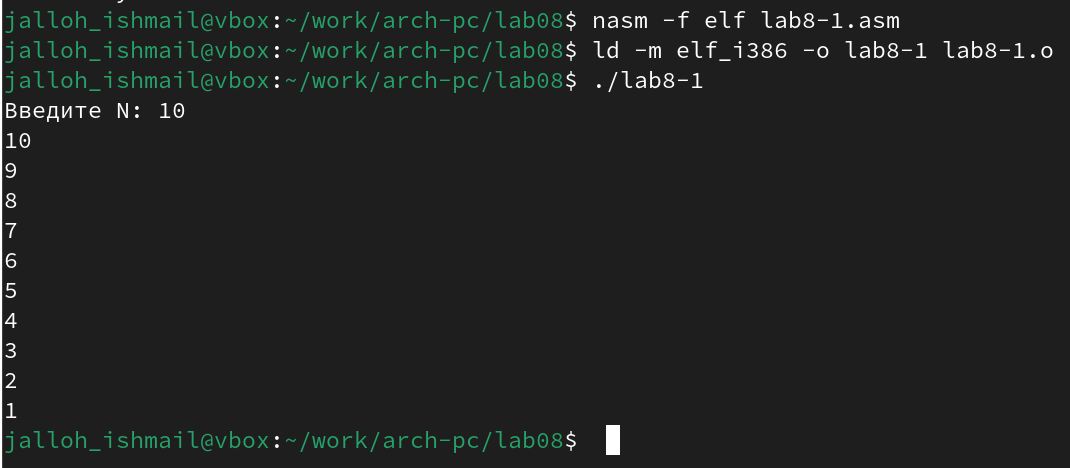 jalloh_ishmail@vbox:~/work/arch-pc/lab08$ nasm -f elf lab8-1.asm
jalloh_ishmail@vbox:~/work/arch-pc/lab08$ ld -m elf_i386 -o lab8-1 lab8-1.o
jalloh_ishmail@vbox:~/work/arch-pc/lab08$ ./lab8-1
Введите N: 10
10
9
8
7
6
5
4
3
2
1
jalloh_ishmail@vbox:~/work/arch-pc/lab08$